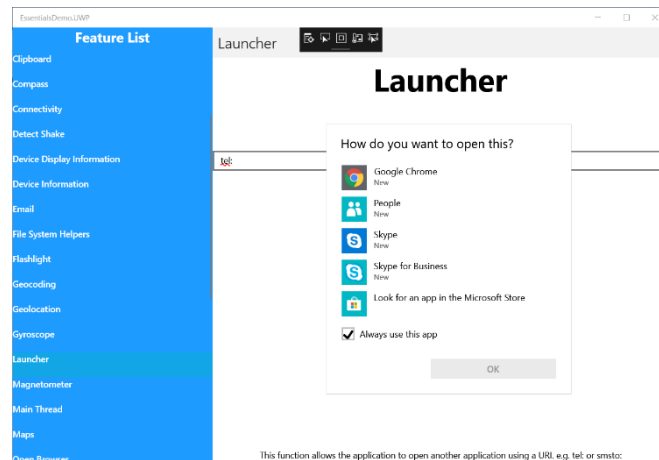 EssentialsDemo.UWP
Feature List
Clipboard
Compass
Connectivity
Detect Shake
Device Display Information
Device Information
Email
File System Helpers
Flashlight
Geocoding
Geolocation
Gyroscope
Launcher
Magnetometer
Main Thread
Maps
Open Browser
Launcher
Launcher
tel:
How do you want to open this?
Google Chrome
New
People
New
Skype
New
Skype for Business
New
Look for an app in the Microsoft Store
Always use this app
OK
This function allows the application to open another application using a URI. e.g. tel: or smsto: